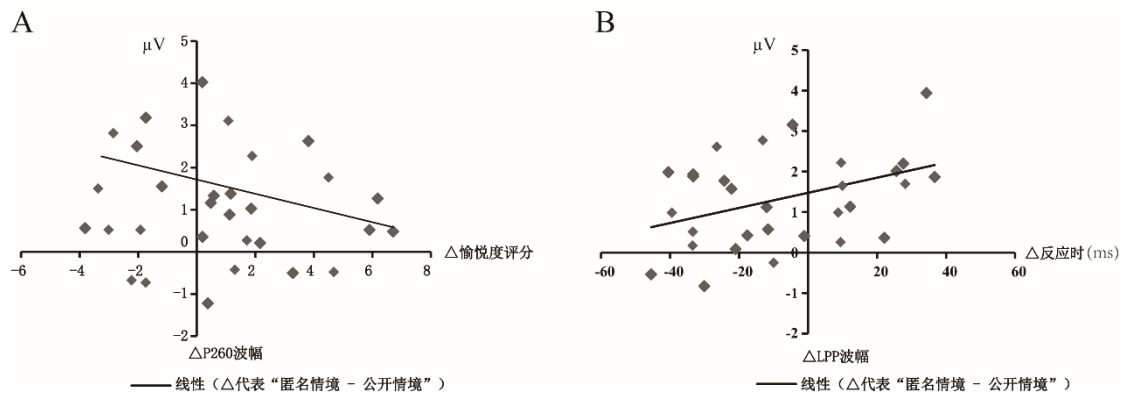 A
μV
5
4
3
2
1
0
-1
-2
-6
-4
-2
2
4
6
8
△愉悦度评分
△P260波幅
线性（△代表“匿名情境 - 公开情境”）
B
μV
5
4
3
2
1
0
-1
-2
-60
-40
-20
20
40
60
△反应时(ms)
△LPP波幅
线性（△代表“匿名情境 - 公开情境”）